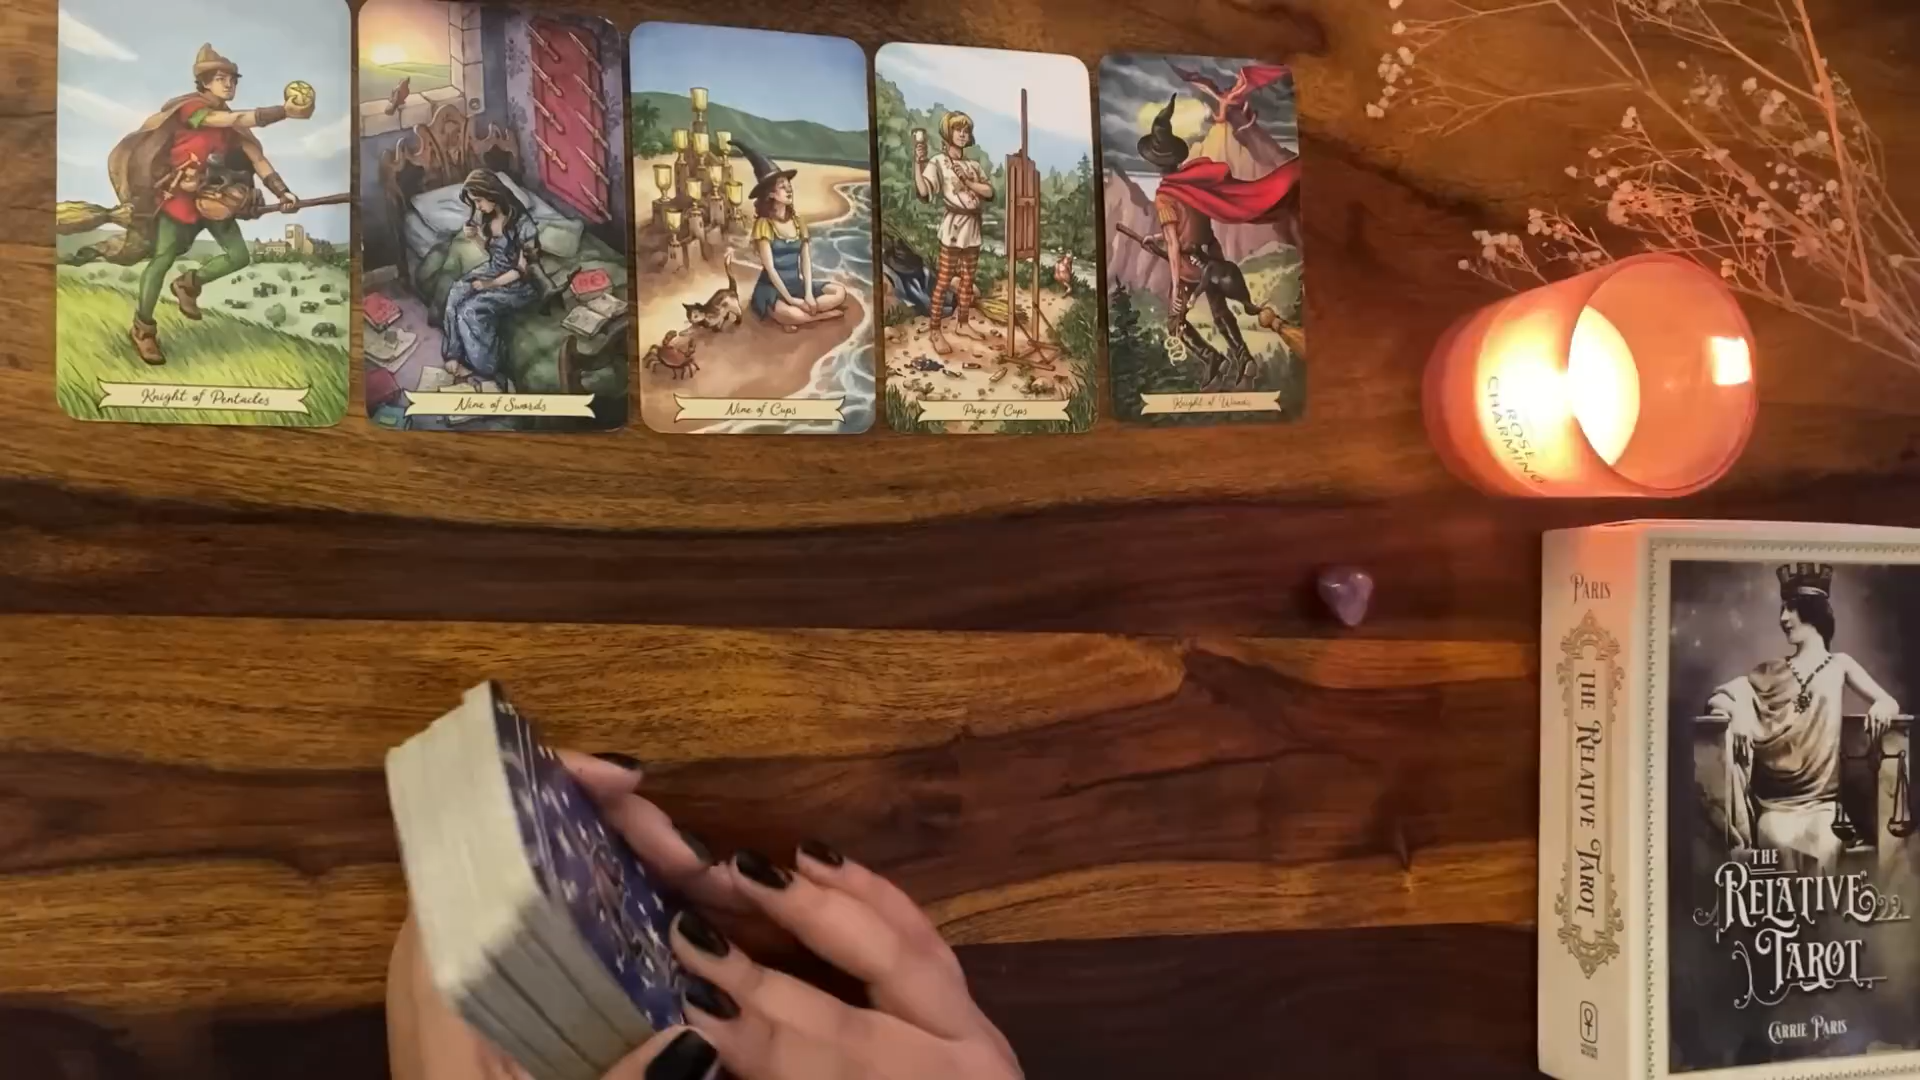 Knight of Pentacles
Nine of Swords
Nine of Cups
Page of Cups
Knight of Wands
ROSE
CHARMING
PARIS
THE RELATIVE TAROT
THE
RELATIVE
TAROT
CARRIE PARIS